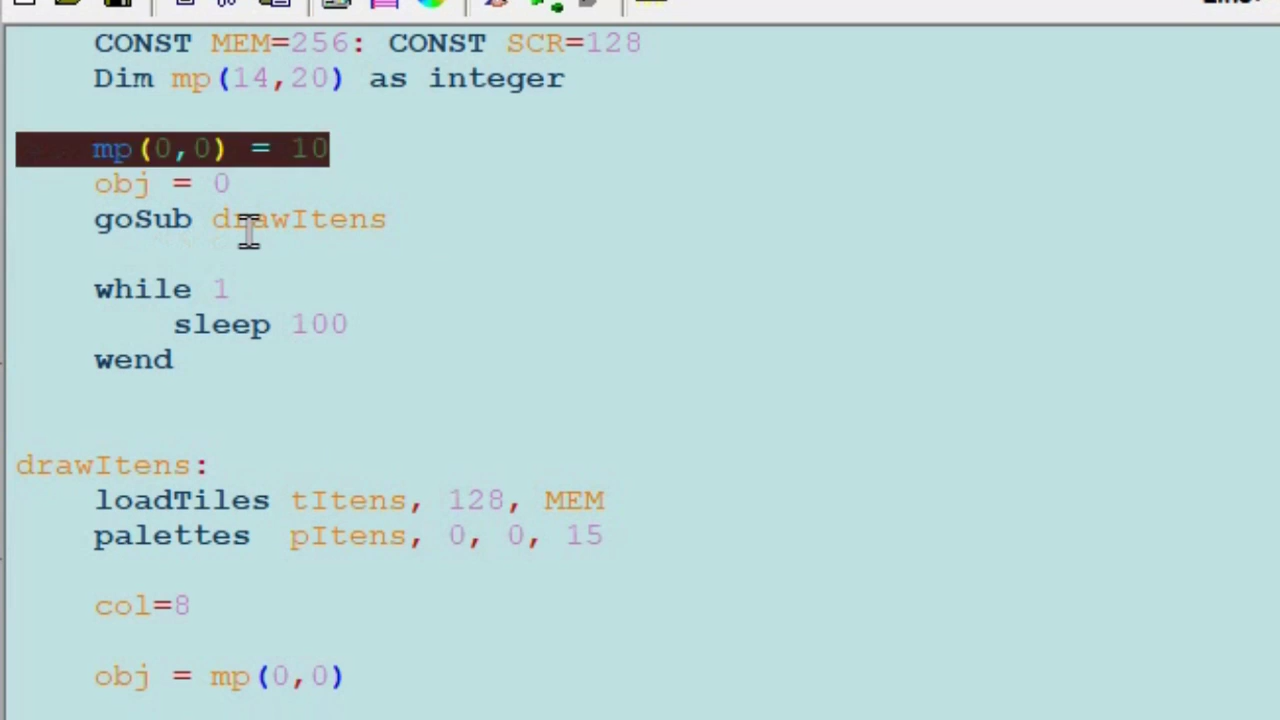 CONST MEM=256: CONST SCR=128
Dim mp(14,20) as integer
mp(0,0) = 10
obj = 0
goSub drawItens
while 1
sleep 100
wend
drawItens:
loadTiles tItens, 128, MEM
palettes  pItens, 0, 0, 15
col=8
obj = mp(0,0)